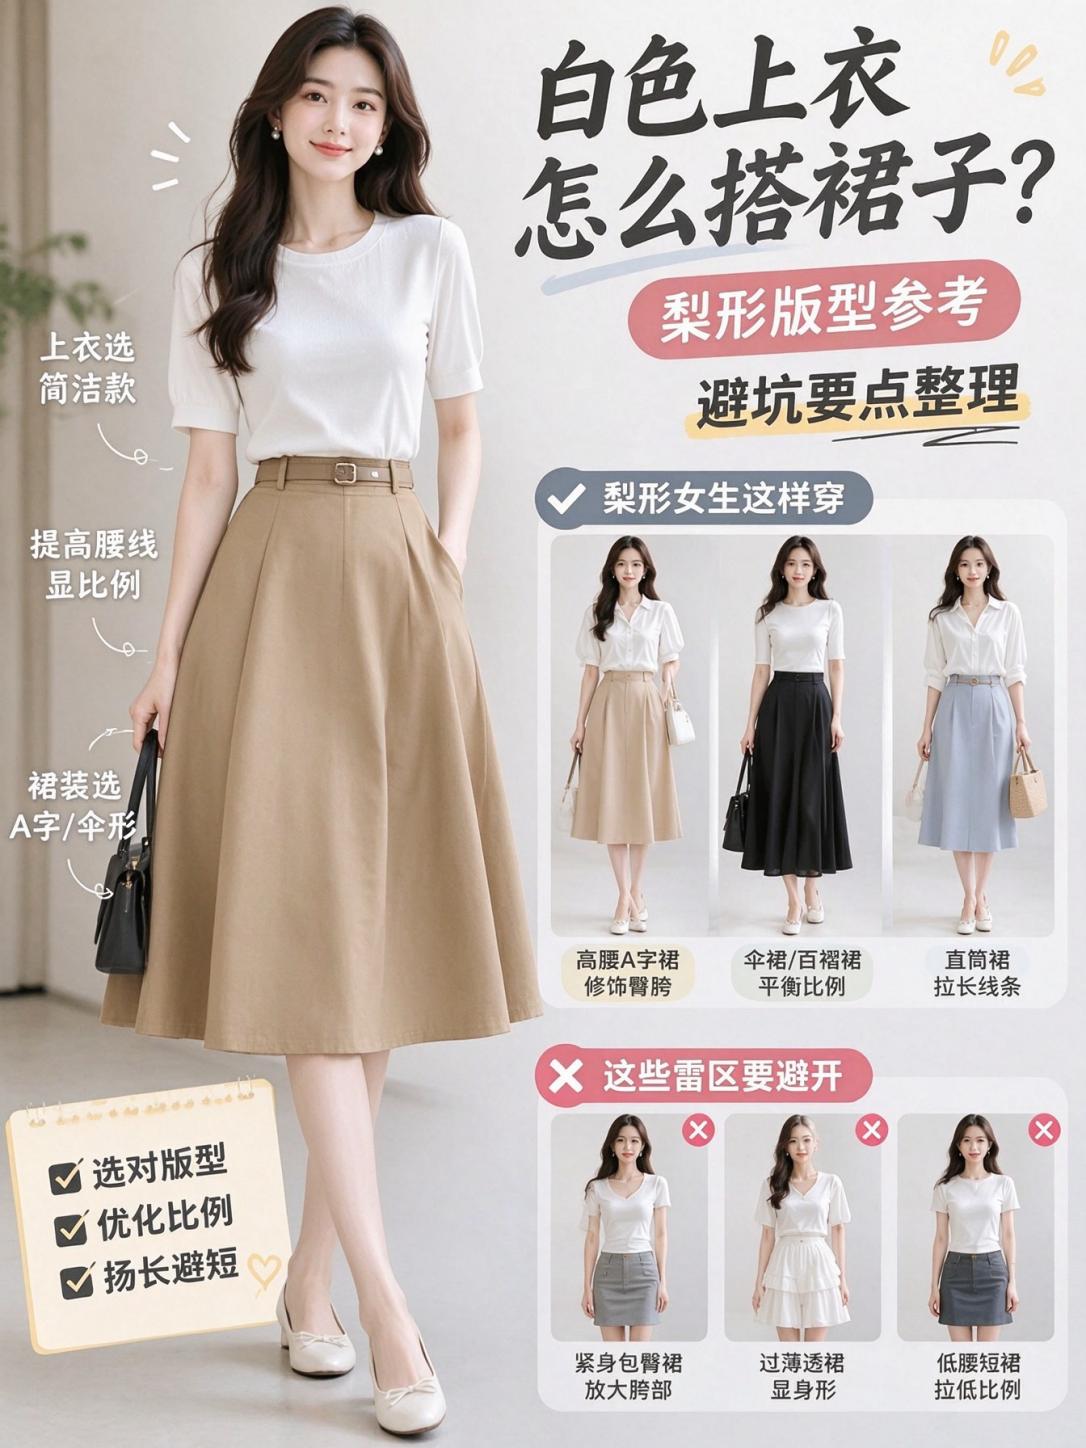 白色上衣
怎么搭裙子?
梨形版型参考
避坑要点整理
上衣选
简洁款
提高腰线
显比例
裙装选
A字/伞形
梨形女生这样穿
高腰A字裙
修饰臀胯
伞裙/百褶裙
平衡比例
直筒裙
拉长线条
这些雷区要避开
紧身包臀裙
放大胯部
过薄透裙
显身形
低腰短裙
拉低比例
选对版型
优化比例
扬长避短